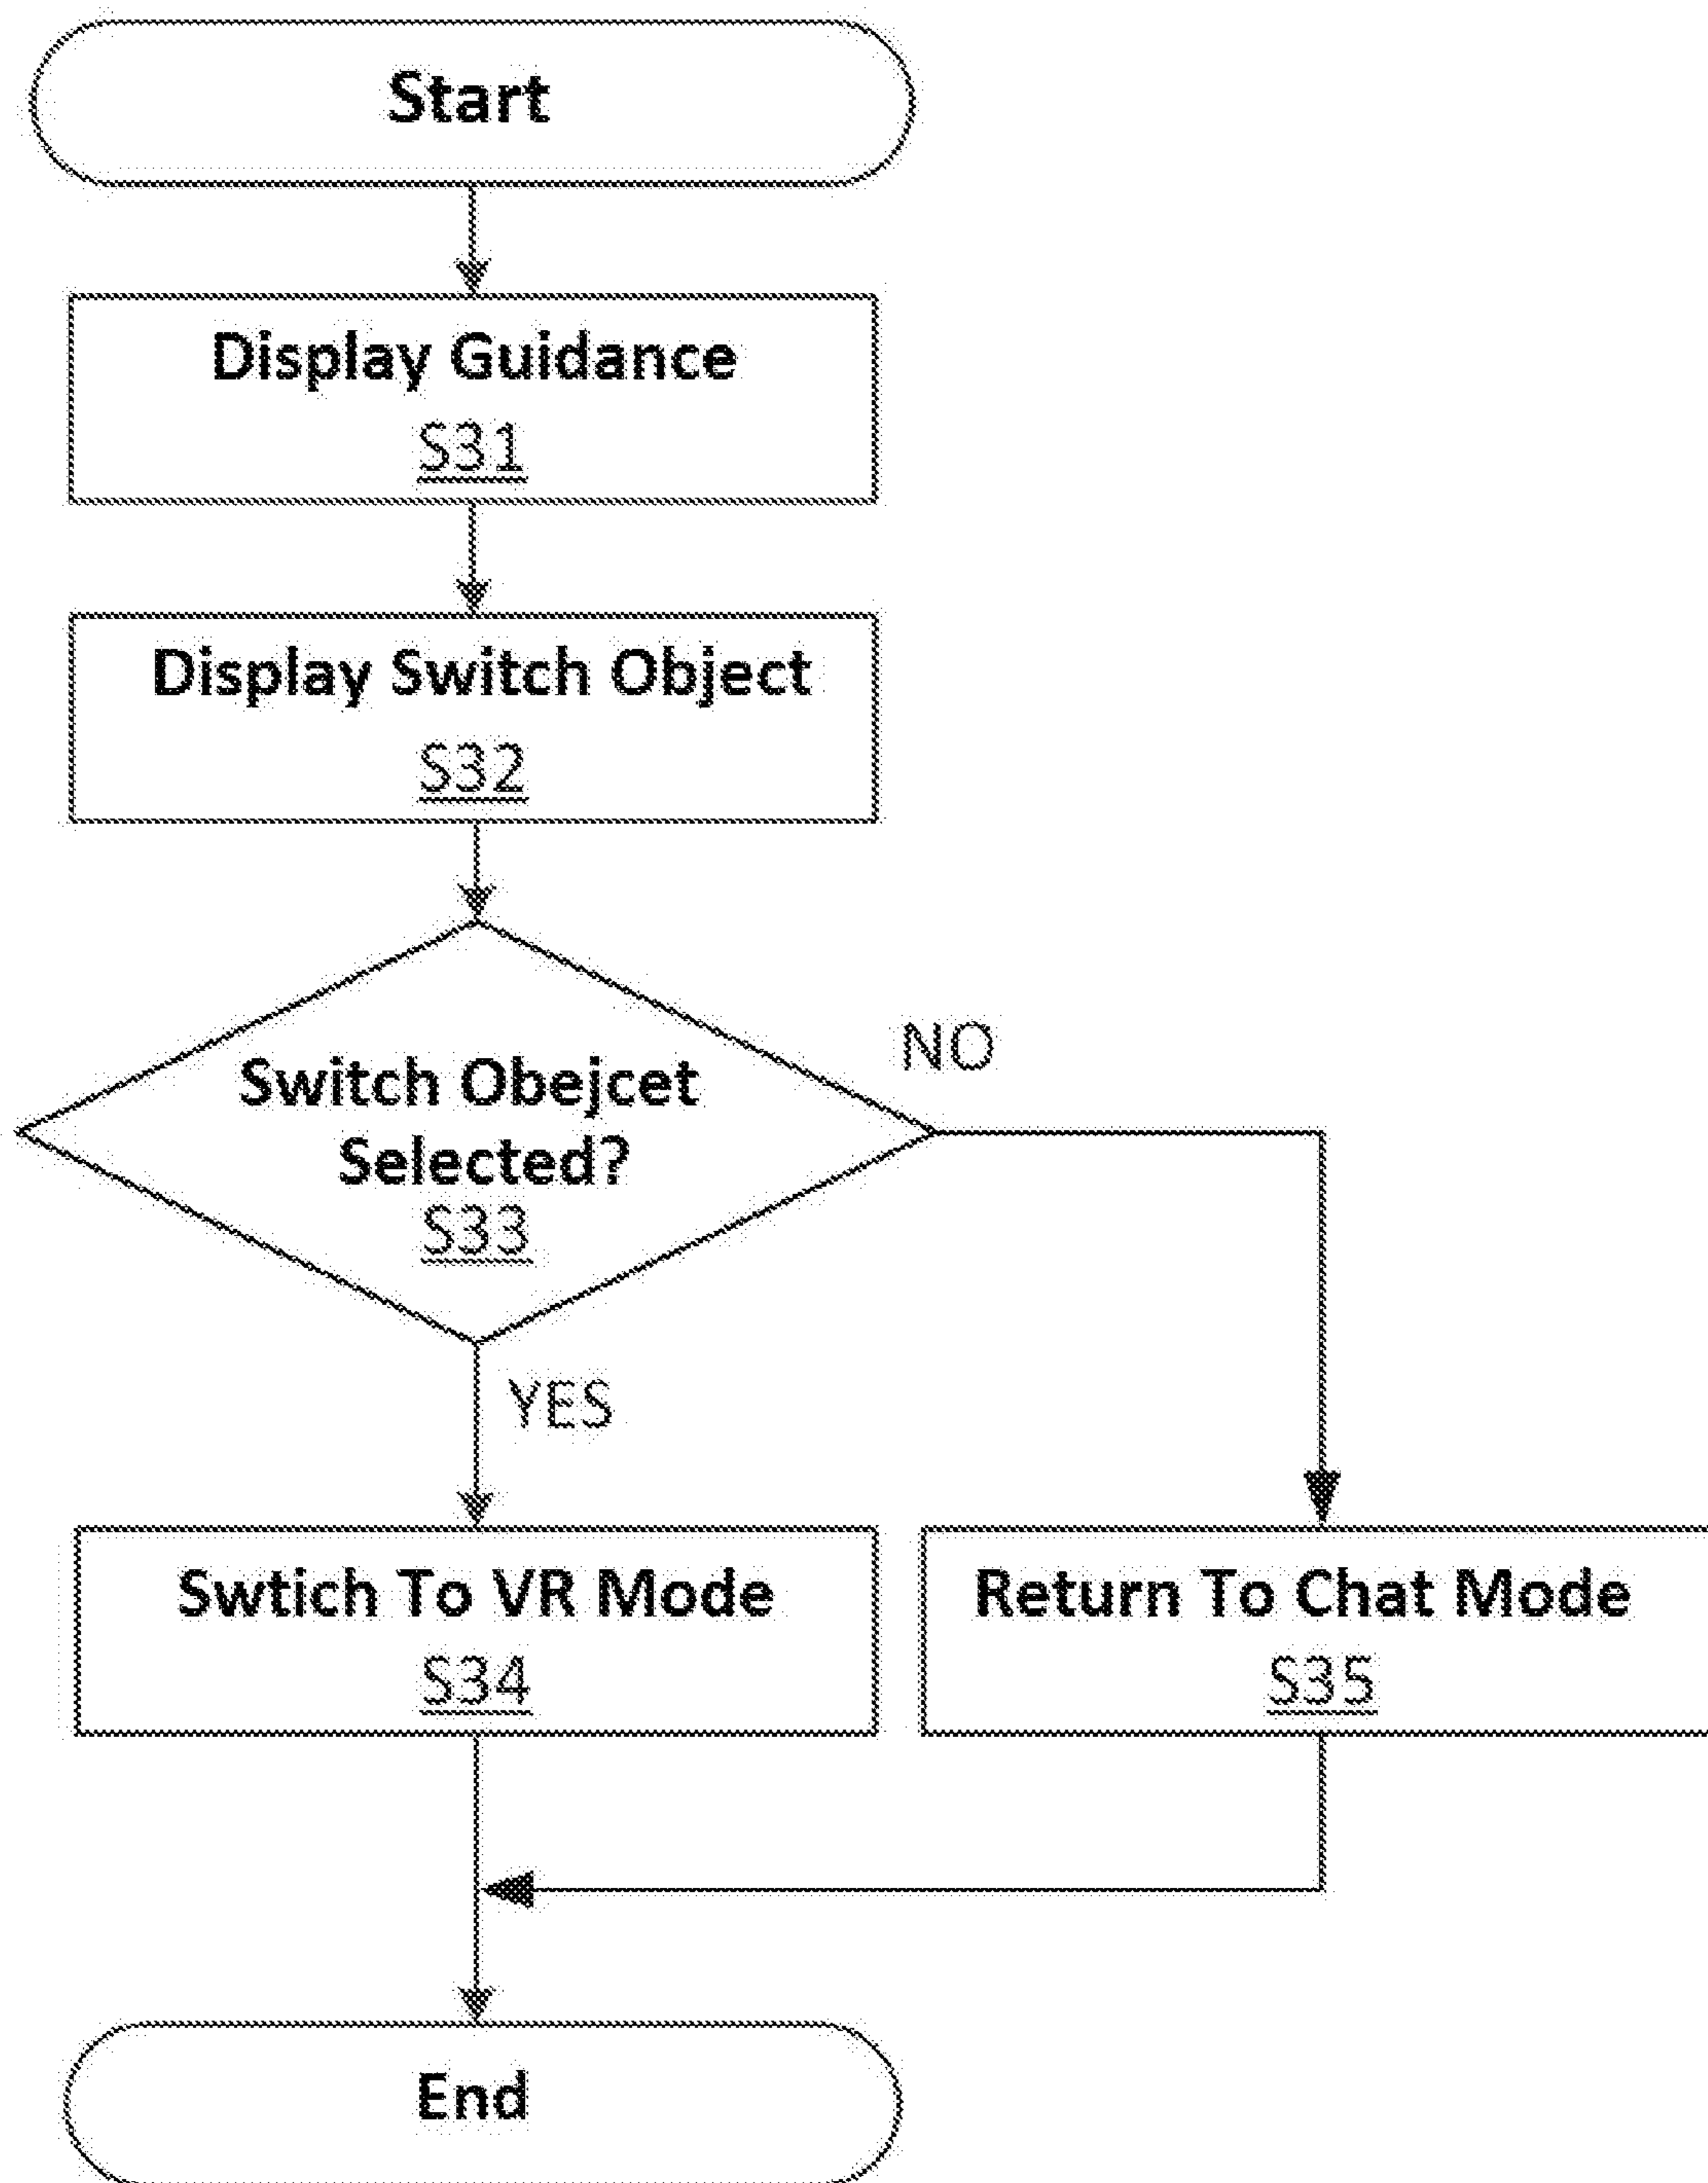 Start
Display Guidance
S31
Display Switch Object
S32
Switch Obejcet
Selected?
S33
NO
YES
Swtich To VR Mode
S34
Return To Chat Mode
S35
End